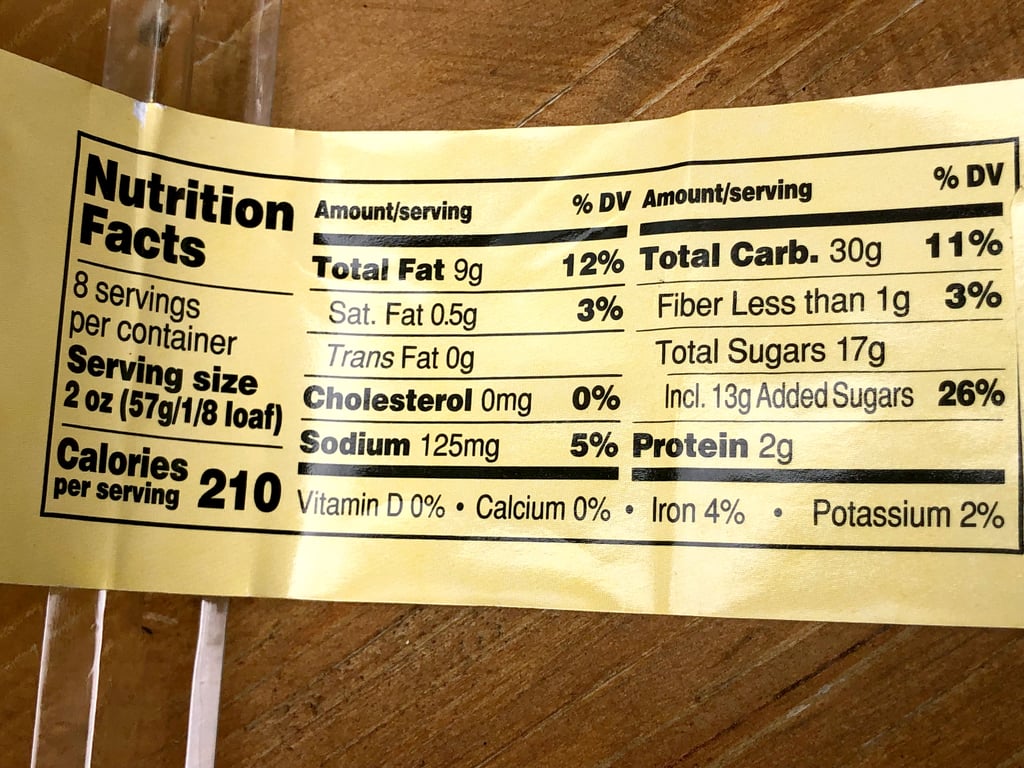 Nutrition
Facts
8 servings
per container
Serving size
2 oz (57g/1/8 loaf)
Calories
per serving 210
Amount/serving % DV
Total Fat 9g 12%
Sat. Fat 0.5g 3%
Trans Fat 0g
Cholesterol 0mg 0%
Sodium 125mg 5%
Amount/serving % DV
Total Carb. 30g 11%
Fiber Less than 1g 3%
Total Sugars 17g
Incl. 13g Added Sugars 26%
Protein 2g
Vitamin D 0% • Calcium 0% • Iron 4% • Potassium 2%